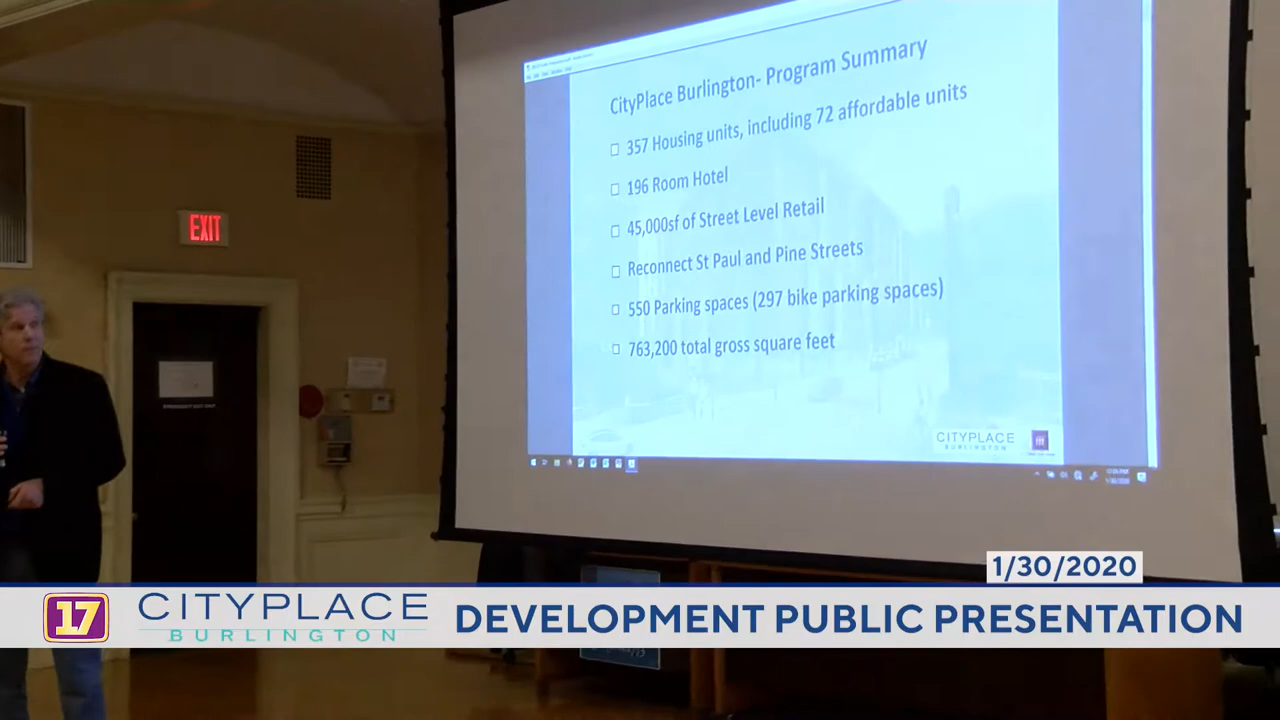 CityPlace Burlington- Program Summary
357 Housing units, including 72 affordable units
196 Room Hotel
45,000sf of Street Level Retail
Reconnect St Paul and Pine Streets
550 Parking spaces (297 bike parking spaces)
763,200 total gross square feet
CITYPLACE
BURLINGTON
EXIT
1/30/2020
17
CITYPLACE
BURLINGTON
DEVELOPMENT PUBLIC PRESENTATION